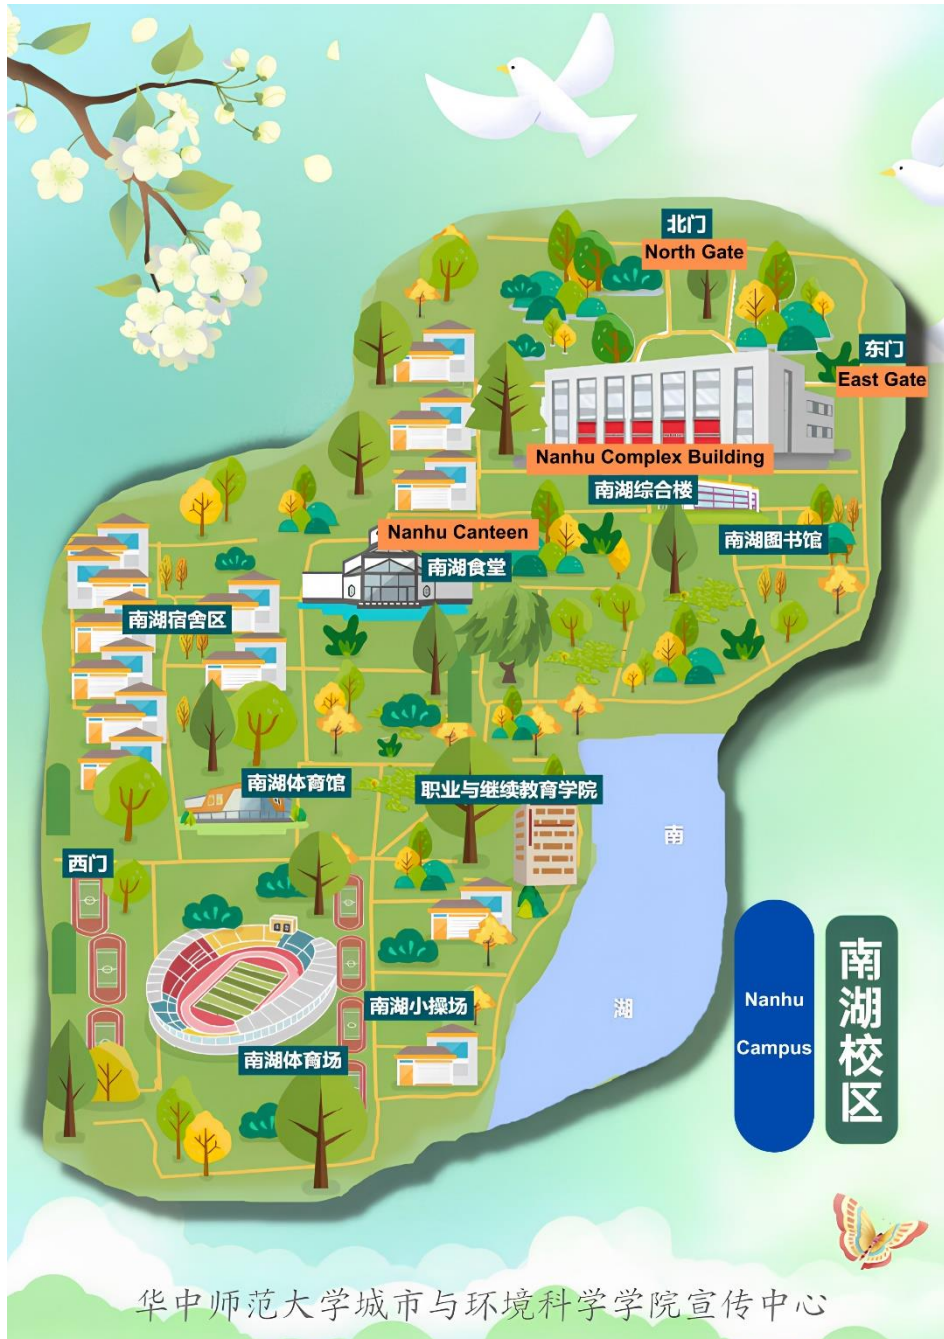 北门
North Gate
东门
East Gate
Nanhu Complex Building
南湖综合楼
Nanhu Canteen
南湖图书馆
南湖食堂
南湖宿舍区
南湖体育馆
职业与继续教育学院
南
湖
西门
南湖小操场
南湖体育场
Nanhu
Campus
南湖校区
华中师范大学城市与环境科学学院宣传中心